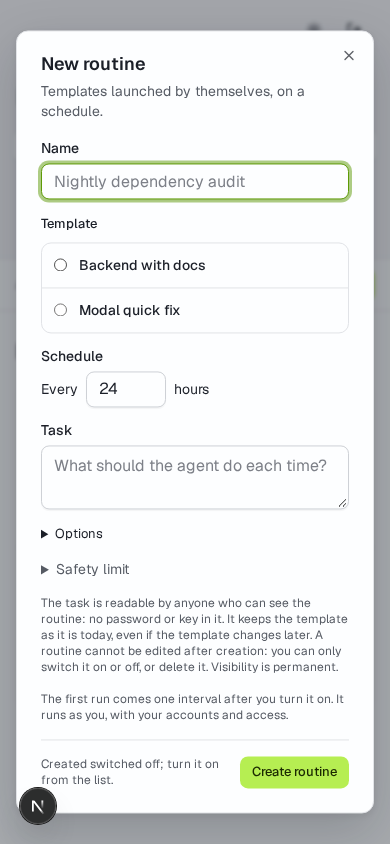 New routine
Templates launched by themselves, on a
schedule.
Name
Nightly dependency audit
Template
Backend with docs
Modal quick fix
Schedule
Every 24 hours
Task
What should the agent do each time?
Options
Safety limit
The task is readable by anyone who can see the
routine: no password or key in it. It keeps the template
as it is today, even if the template changes later. A
routine cannot be edited after creation: you can only
switch it on or off, or delete it. Visibility is permanent.
The first run comes one interval after you turn it on. It
runs as you, with your accounts and access.
Created switched off; turn it on
from the list.
Create routine
N